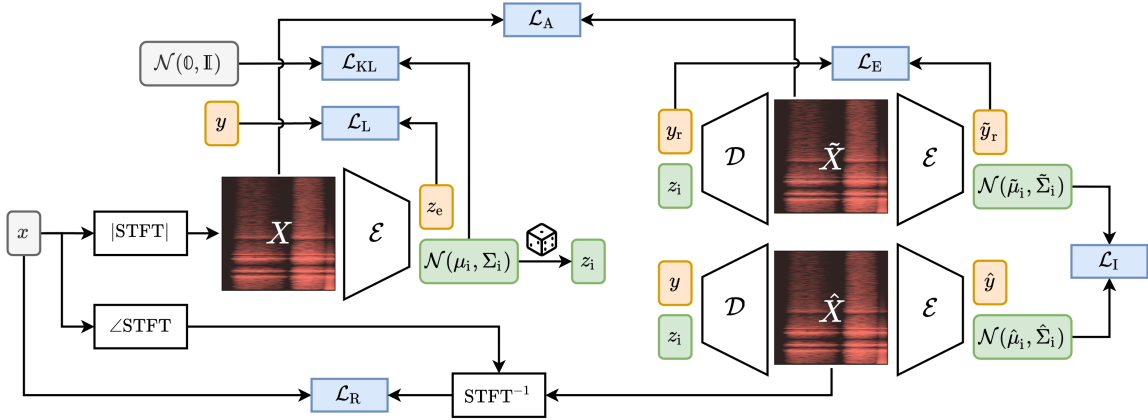 𝓛_A
𝒩(𝟘, 𝕀)
𝓛_KL
𝓛_E
y
𝓛_L
y_r
𝒟
X̃
ℰ
ỹ_r
z_i
𝒩(μ̃_i, Σ̃_i)
x
|STFT|
X
ℰ
z_e
𝒩(μ_i, Σ_i)
z_i
𝓛_I
y
𝒟
X̂
ℰ
ŷ
∠STFT
z_i
𝒩(μ̂_i, Σ̂_i)
𝓛_R
STFT⁻¹